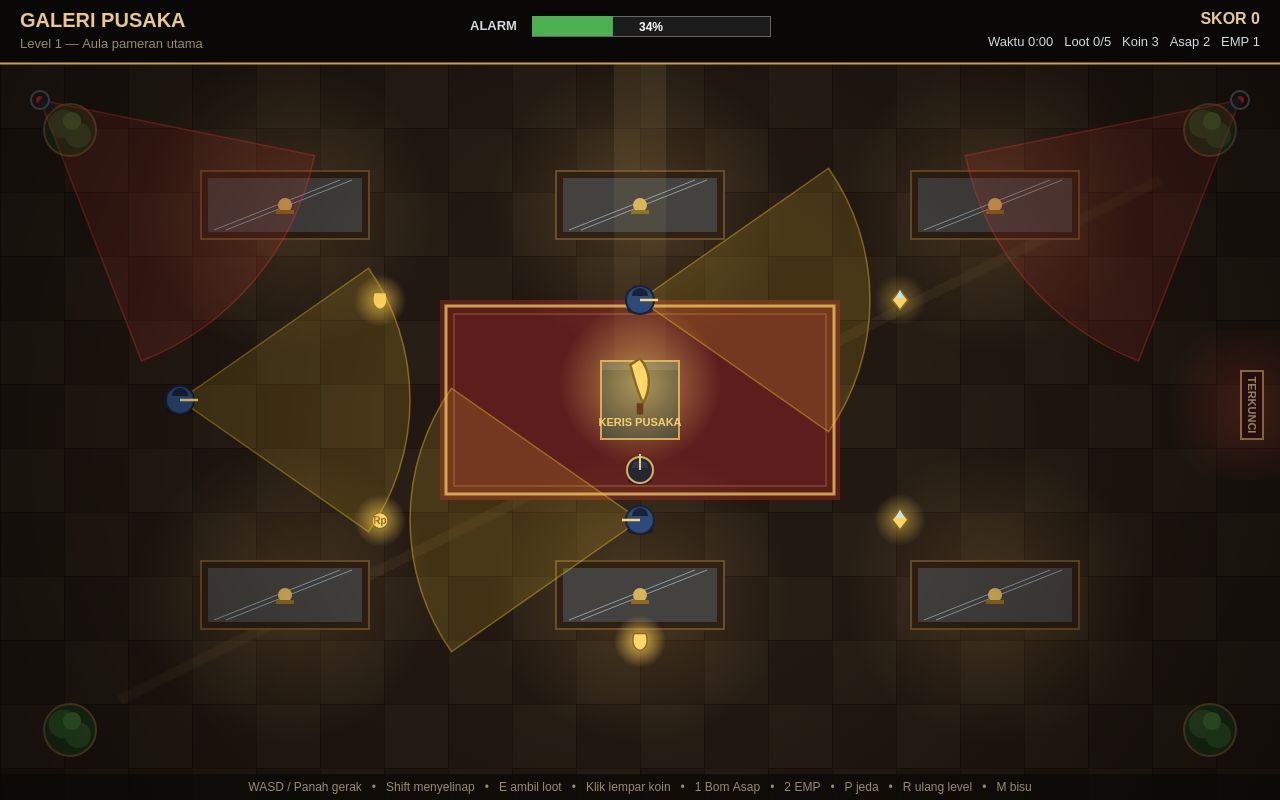 GALERI PUSAKA
Level 1 — Aula pameran utama
ALARM
34%
SKOR 0
Waktu 0:00 Loot 0/5 Koin 3 Asap 2 EMP 1
TERKUNCI
KERIS PUSAKA
Rp
WASD / Panah gerak • Shift menyelinap • E ambil loot • Klik lempar koin • 1 Bom Asap • 2 EMP • P jeda • R ulang level • M bisu